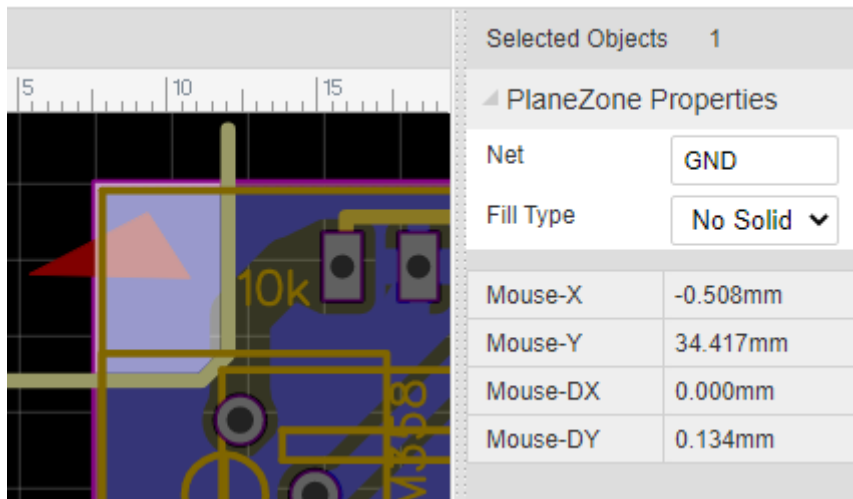 Selected Objects 1
5 10 15
PlaneZone Properties
Net GND
Fill Type No Solid
10k
Mouse-X -0.508mm
Mouse-Y 34.417mm
Mouse-DX 0.000mm
Mouse-DY 0.134mm
M358